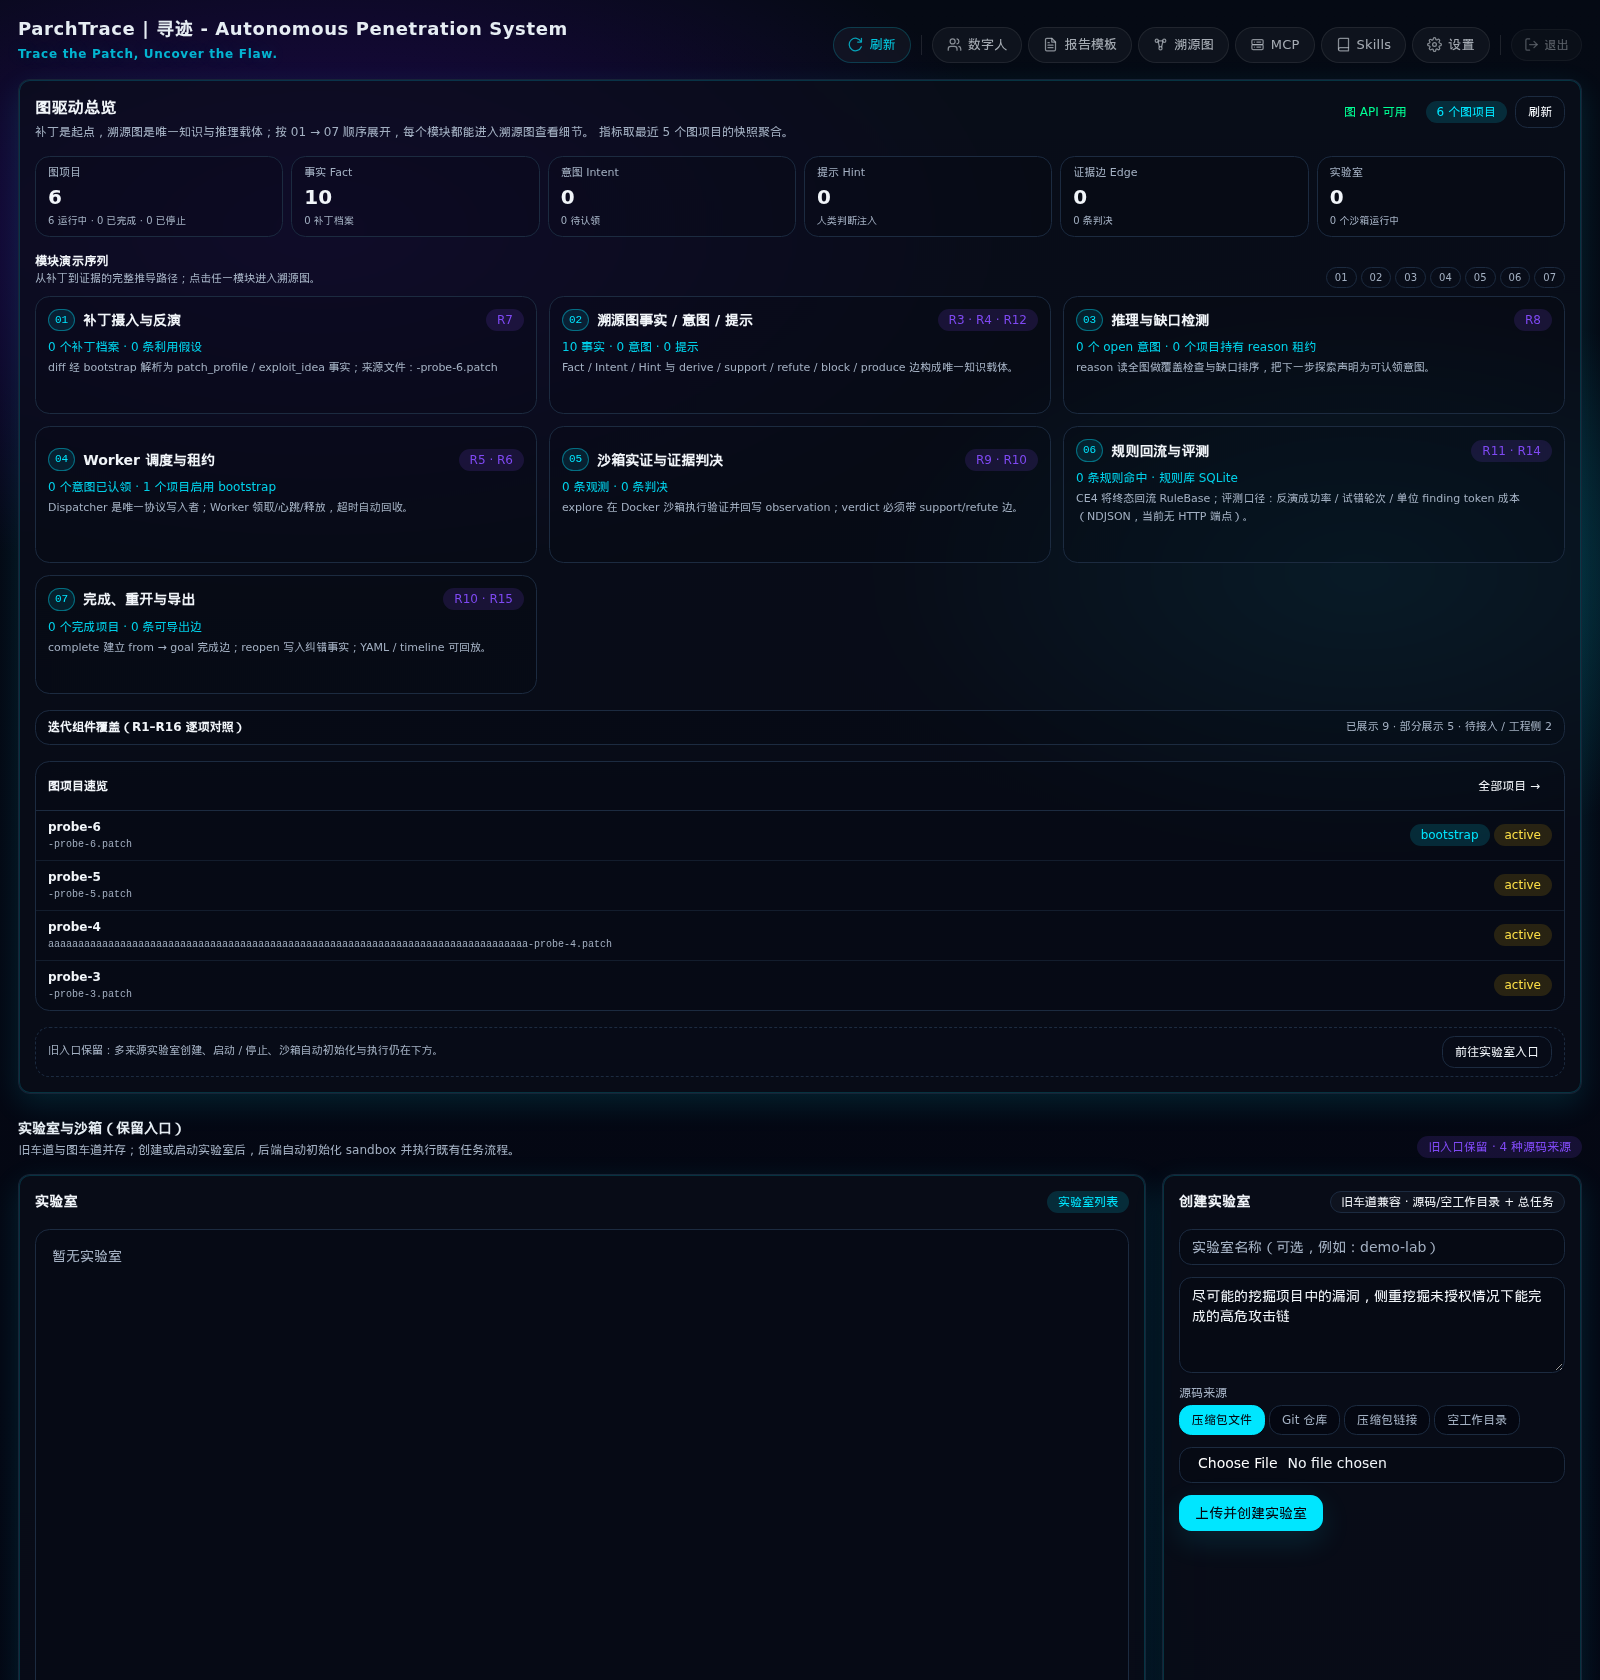 ParchTrace | 寻迹 - Autonomous Penetration System
Trace the Patch, Uncover the Flaw.
刷新
数字人
报告模板
溯源图
MCP
Skills
设置
退出
图驱动总览
补丁是起点，溯源图是唯一知识与推理载体；按 01 → 07 顺序展开，每个模块都能进入溯源图查看细节。 指标取最近 5 个图项目的快照聚合。
图 API 可用
6 个图项目
刷新
图项目
6
6 运行中 · 0 已完成 · 0 已停止
事实 Fact
10
0 补丁档案
意图 Intent
0
0 待认领
提示 Hint
0
人类判断注入
证据边 Edge
0
0 条判决
实验室
0
0 个沙箱运行中
模块演示序列
从补丁到证据的完整推导路径；点击任一模块进入溯源图。
01
02
03
04
05
06
07
01 补丁摄入与反演 R7
0 个补丁档案 · 0 条利用假设
diff 经 bootstrap 解析为 patch_profile / exploit_idea 事实；来源文件：-probe-6.patch
02 溯源图事实 / 意图 / 提示 R3 · R4 · R12
10 事实 · 0 意图 · 0 提示
Fact / Intent / Hint 与 derive / support / refute / block / produce 边构成唯一知识载体。
03 推理与缺口检测 R8
0 个 open 意图 · 0 个项目持有 reason 租约
reason 读全图做覆盖检查与缺口排序，把下一步探索声明为可认领意图。
04 Worker 调度与租约 R5 · R6
0 个意图已认领 · 1 个项目启用 bootstrap
Dispatcher 是唯一协议写入者；Worker 领取/心跳/释放，超时自动回收。
05 沙箱实证与证据判决 R9 · R10
0 条观测 · 0 条判决
explore 在 Docker 沙箱执行验证并回写 observation；verdict 必须带 support/refute 边。
06 规则回流与评测 R11 · R14
0 条规则命中 · 规则库 SQLite
CE4 将终态回流 RuleBase；评测口径：反演成功率 / 试错轮次 / 单位 finding token 成本
（NDJSON，当前无 HTTP 端点）。
07 完成、重开与导出 R10 · R15
0 个完成项目 · 0 条可导出边
complete 建立 from → goal 完成边；reopen 写入纠错事实；YAML / timeline 可回放。
迭代组件覆盖（R1–R16 逐项对照）
已展示 9 · 部分展示 5 · 待接入 / 工程侧 2
图项目速览
全部项目 →
probe-6
-probe-6.patch
bootstrap active
probe-5
-probe-5.patch
active
probe-4
aaaaaaaaaaaaaaaaaaaaaaaaaaaaaaaaaaaaaaaaaaaaaaaaaaaaaaaaaaaaaaaaaaaaaaaaaaaaaaaa-probe-4.patch
active
probe-3
-probe-3.patch
active
旧入口保留：多来源实验室创建、启动 / 停止、沙箱自动初始化与执行仍在下方。
前往实验室入口
实验室与沙箱（保留入口）
旧车道与图车道并存；创建或启动实验室后，后端自动初始化 sandbox 并执行既有任务流程。
旧入口保留 · 4 种源码来源
实验室
实验室列表
暂无实验室
创建实验室
旧车道兼容 · 源码/空工作目录 + 总任务
实验室名称（可选，例如：demo-lab）
尽可能的挖掘项目中的漏洞，侧重挖掘未授权情况下能完
成的高危攻击链
源码来源
压缩包文件
Git 仓库
压缩包链接
空工作目录
Choose File No file chosen
上传并创建实验室